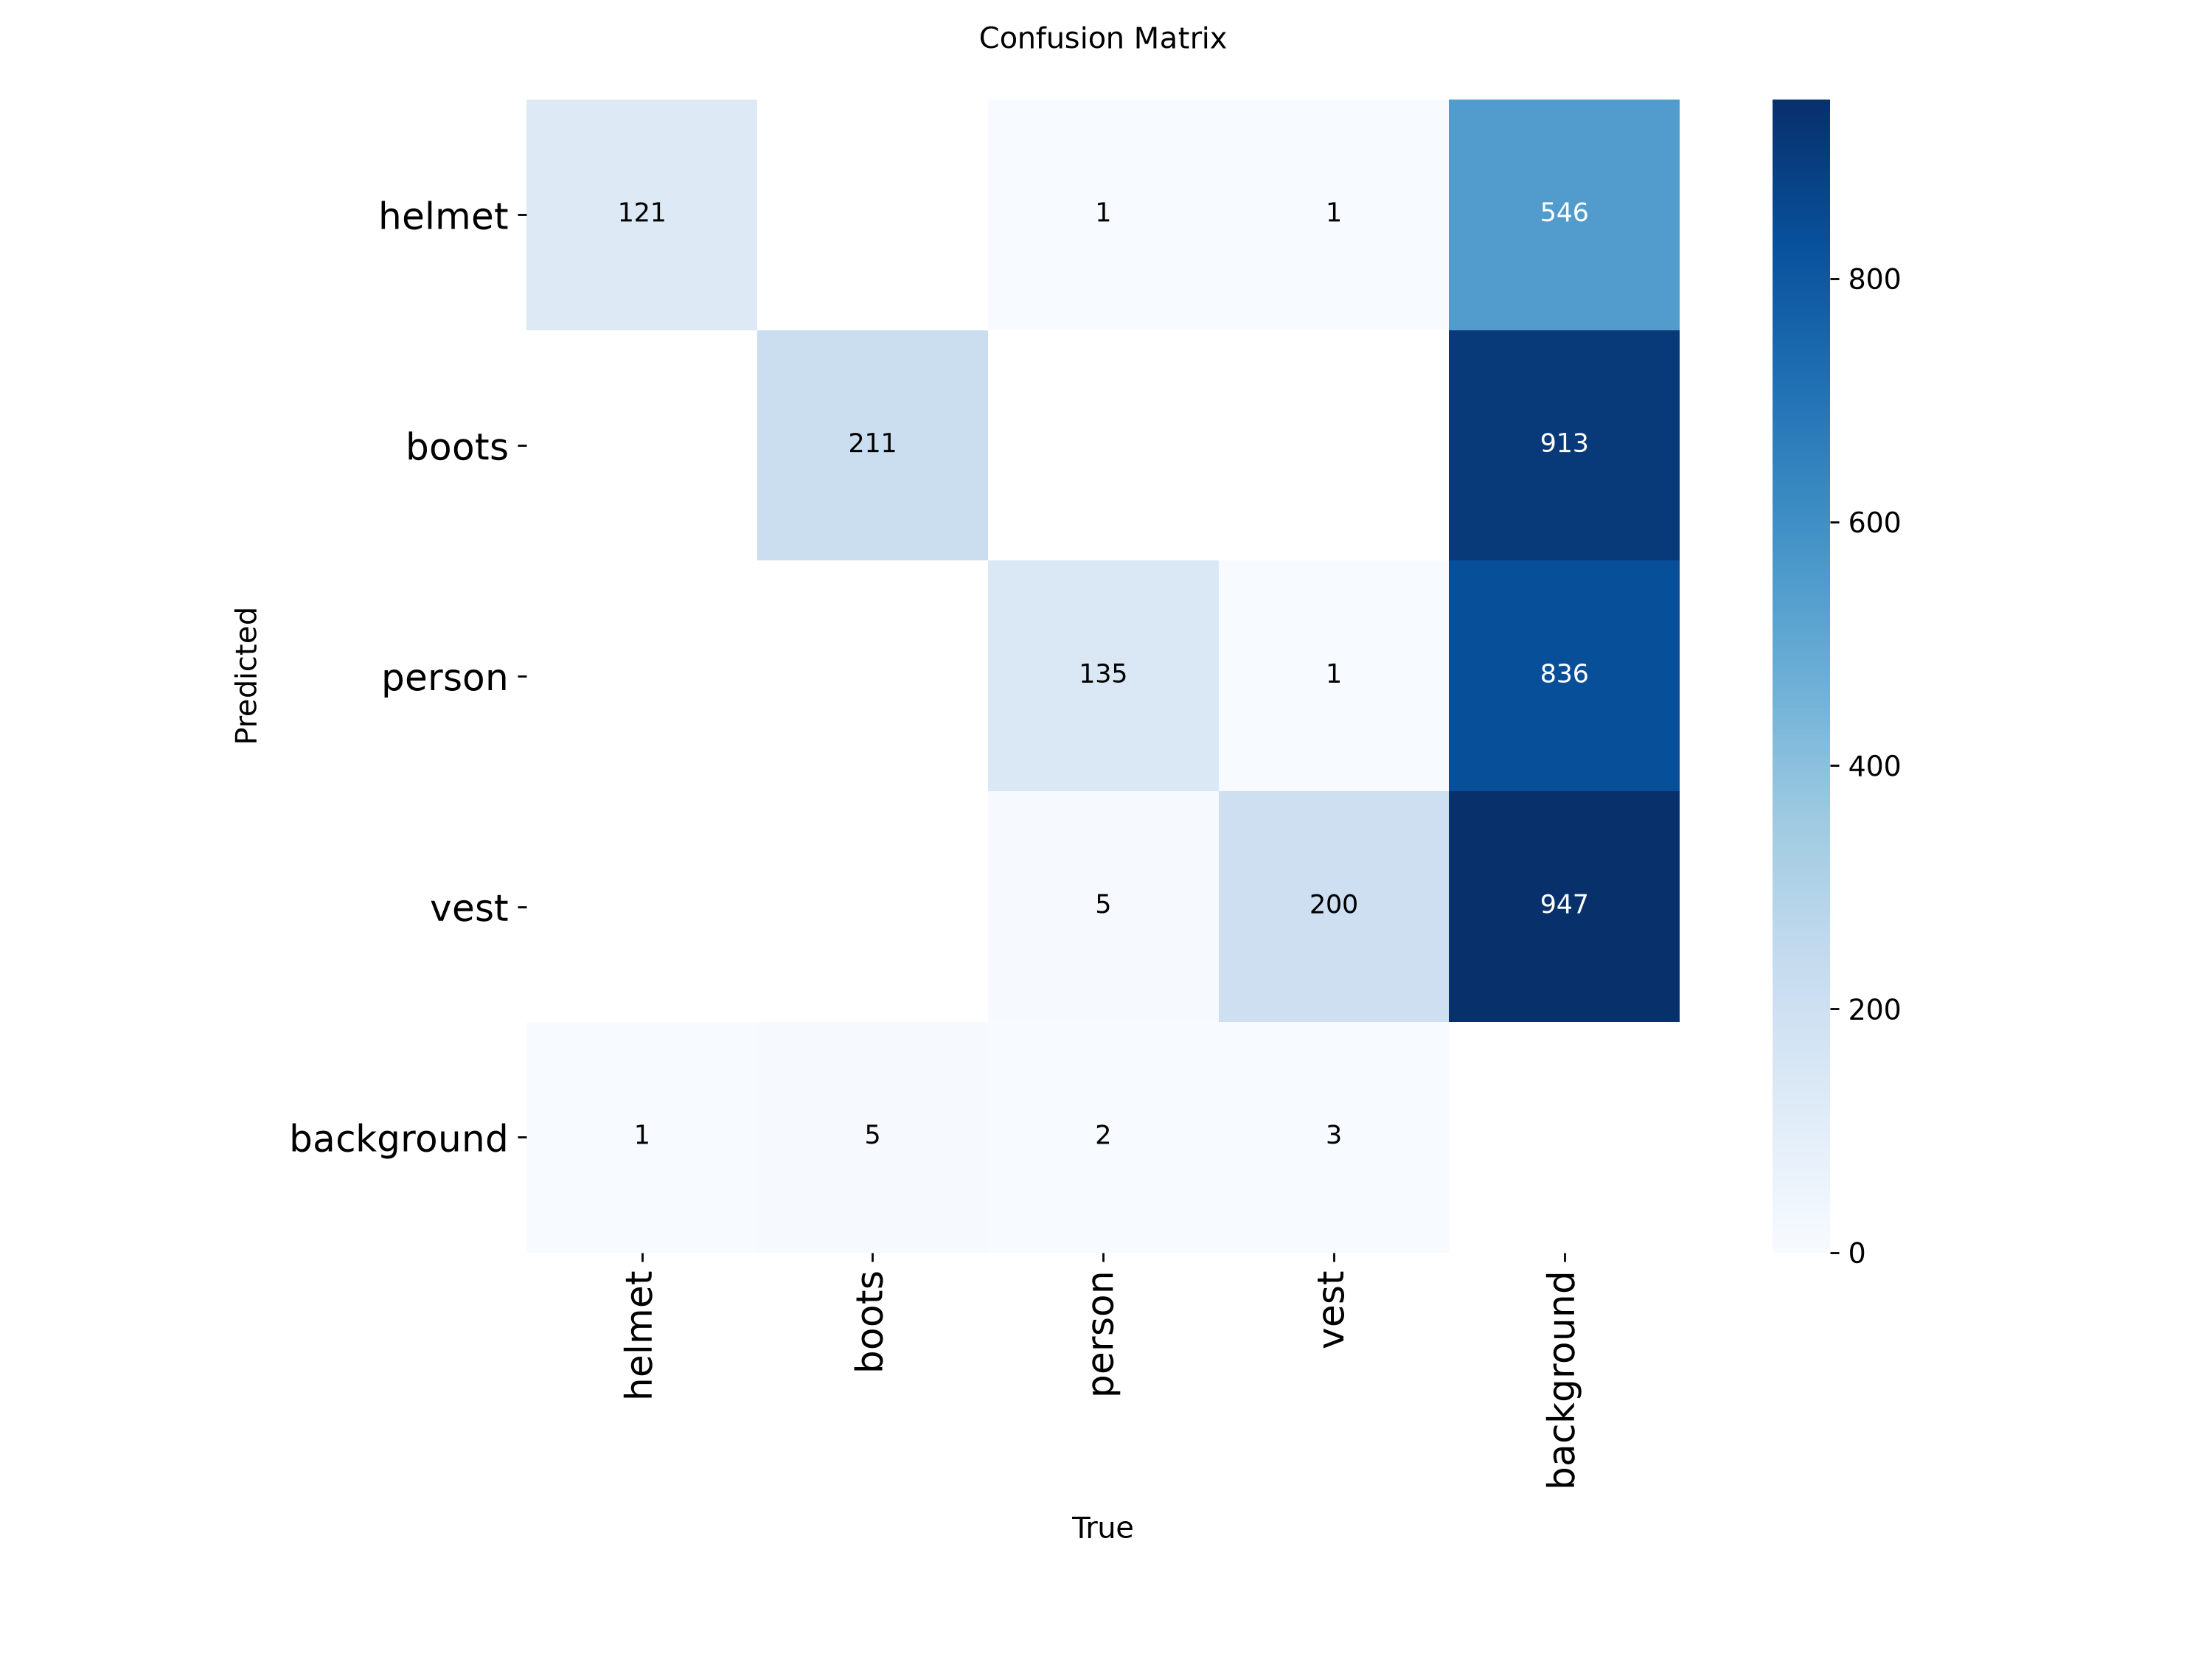 Confusion Matrix
helmet
121
1
1
546
boots
211
913
person
135
1
836
vest
5
200
947
background
1
5
2
3
Predicted
helmet
boots
person
vest
background
True
800
600
400
200
0